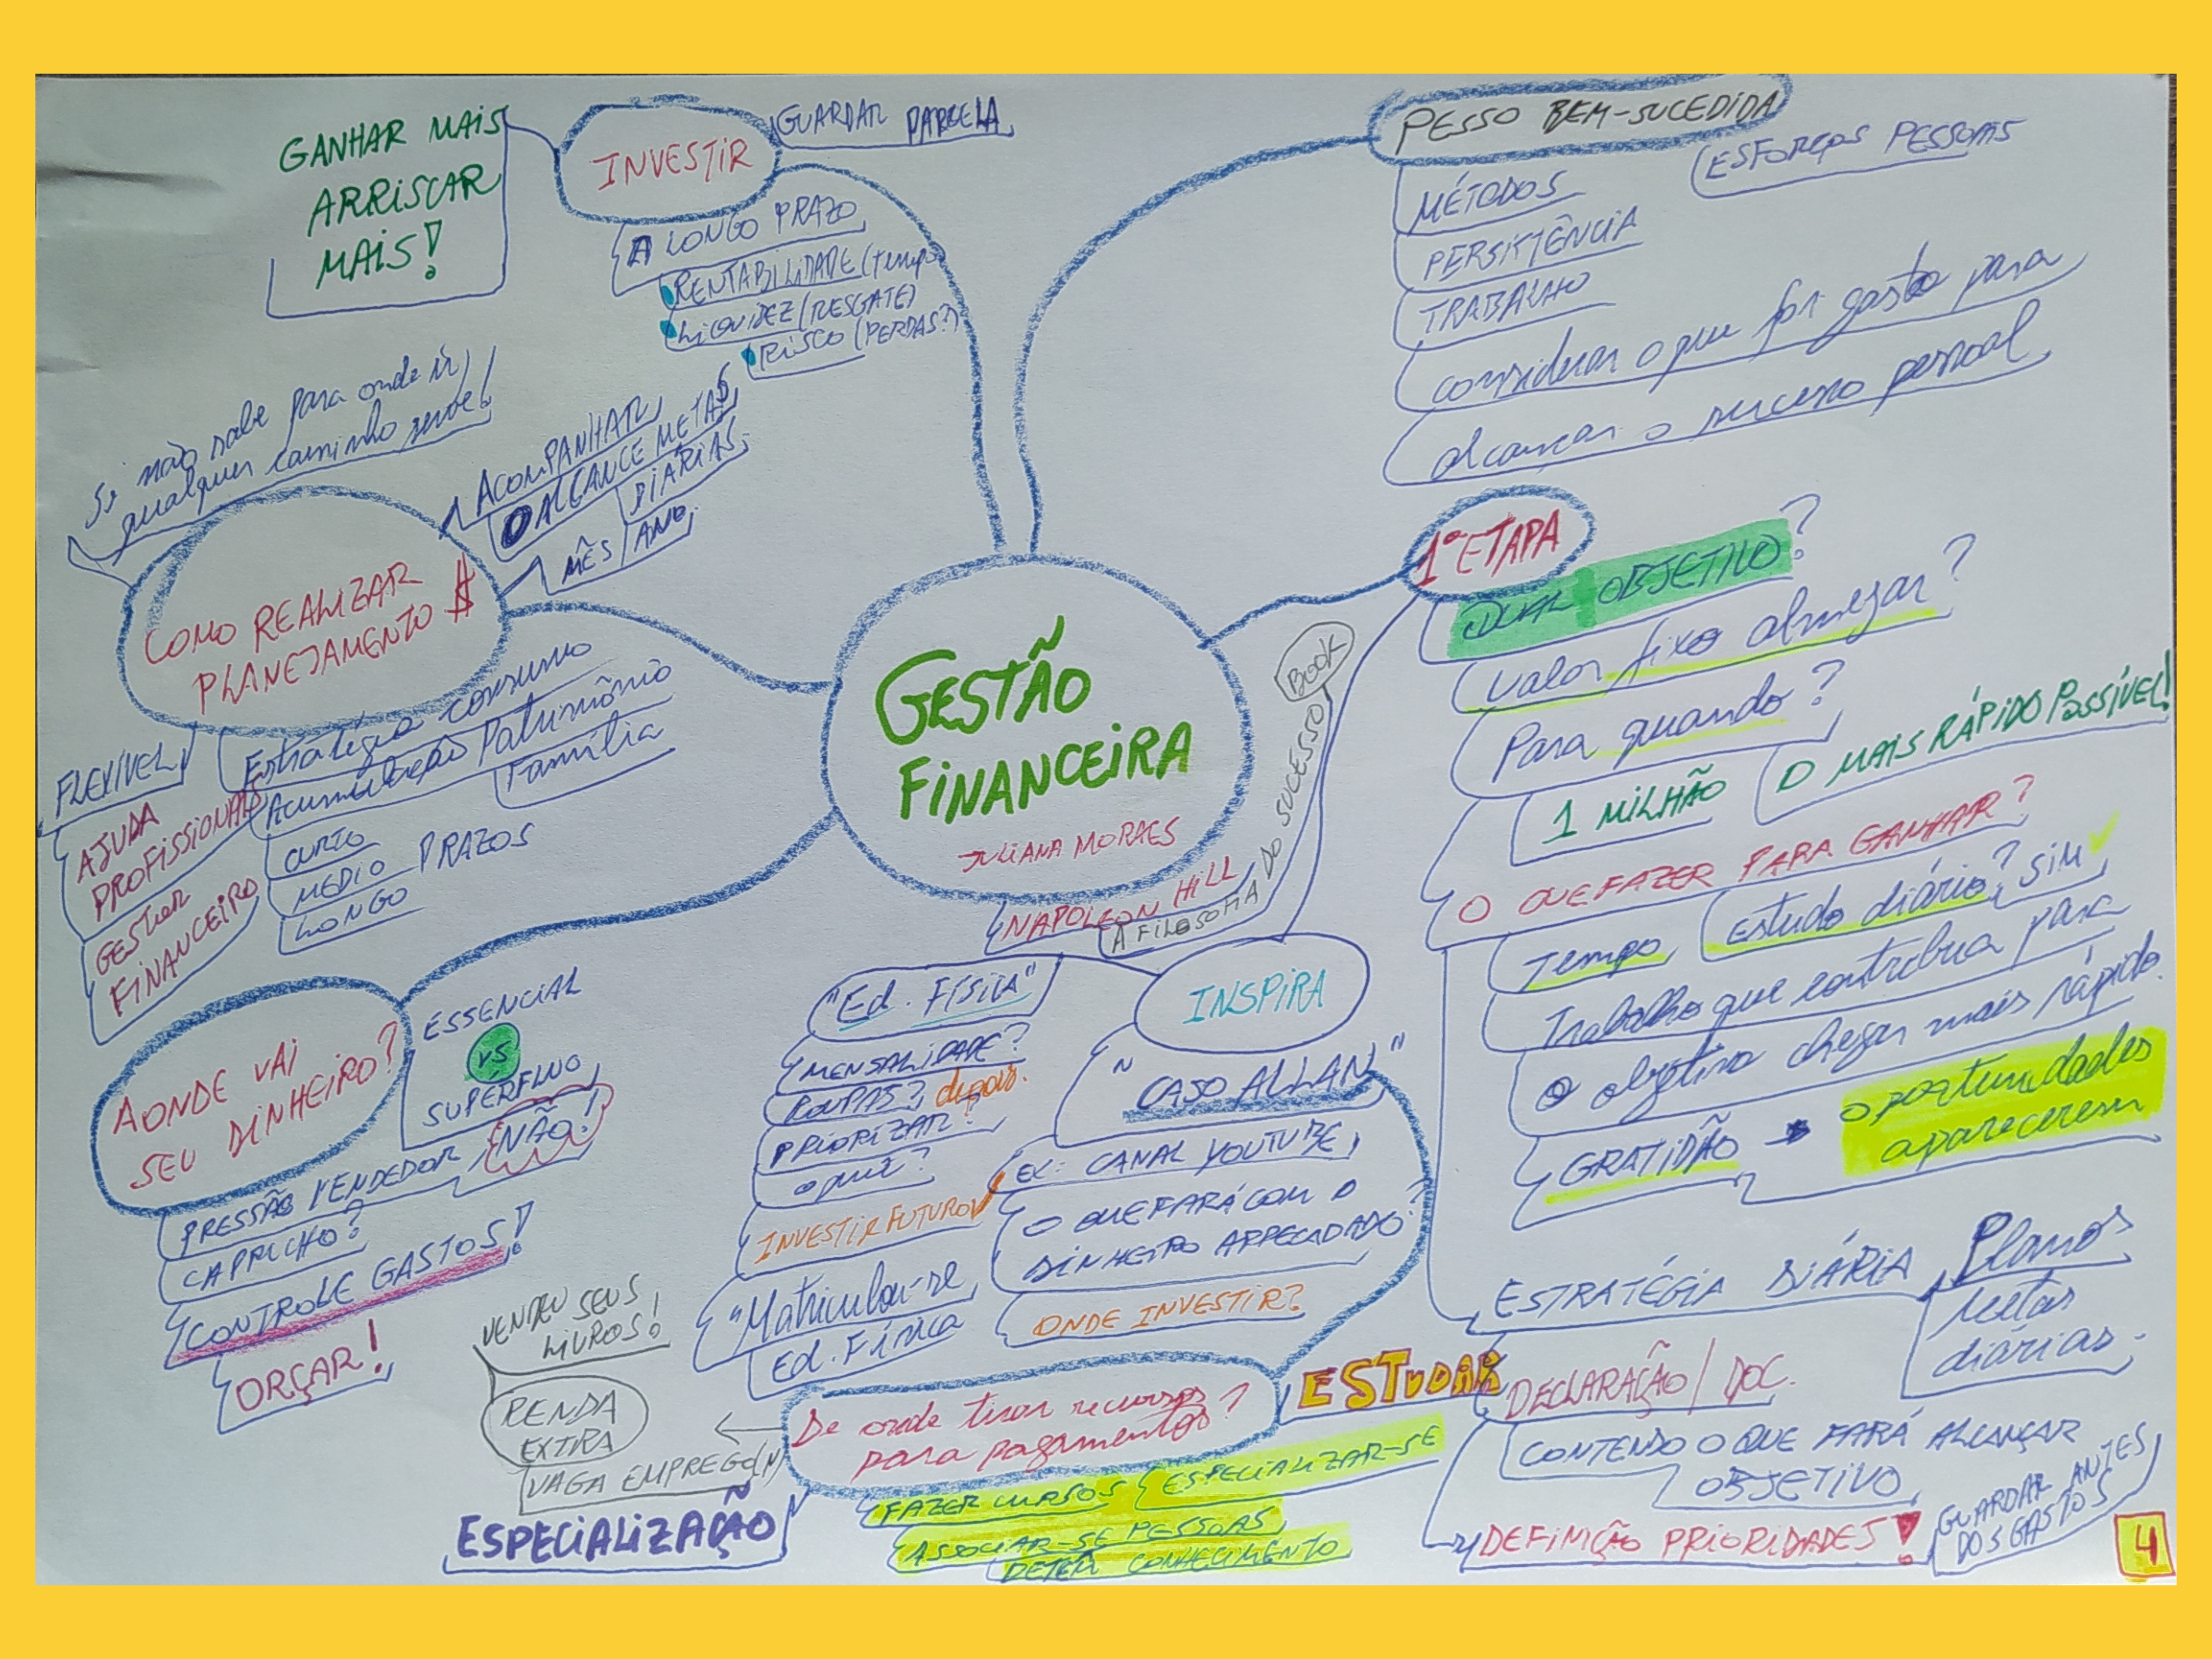 GESTÃO
FINANCEIRA
JULIANA MORAES
PESSO BEM-SUCEDIDA
ESFORÇOS PESSOAIS
MÉTODOS
PERSISTÊNCIA
TRABALHO
considerar o que for gasto para
alcançar o sucesso pessoal
1º ETAPA
QUAL OBJETIVO?
Valor fixo almejar?
Para quando?
1 MILHÃO
O MAIS RÁPIDO POSSÍVEL!
O QUE FAZER PARA GANHAR?
Tempo
Estudo diário? SIM
Trabalho que contribua para
o objetivo chegar mais rápido.
GRATIDÃO
oportunidades
aparecerem
ESTRATÉGIA DIÁRIA
Planos
Metas
diárias.
DECLARAÇÃO/DOC.
CONTENDO O QUE FARÁ ALCANÇAR
OBJETIVO
DEFINIÇÃO PRIORIDADES!
GUARDAR ANTES
DOS GASTOS
4
Book
NAPOLEON HILL
A FILOSOFIA DO SUCESSO
INSPIRA
"CASO ALLAN"
EX: CANAL YOUTUBE,
O QUE FARÁ COM O
DINHEIRO ARRECADADO?
ONDE INVESTIR?
"Ed. FÍSICA"
MENSALIDADE?
ROUPAS? depois.
PRIORIZAR?
o quê?
INVESTIR FUTURO
"Matriculou-se
Ed. Física
De onde tirar recursos
para pagamentos?
ESTUDAR
ESPECIALIZAR-SE
FAZER CURSOS
ASSOCIAR-SE PESSOAS
DETÉM CONHECIMENTO
ESPECIALIZAÇÃO
VENDEU SEUS
LIVROS!
RENDA
EXTRA
VAGA EMPREGO(N)
AONDE VAI
SEU DINHEIRO?
ESSENCIAL
VS
SUPÉRFLUO
PRESSÃO VENDEDOR NÃO!
CAPRICHO?
CONTROLE GASTOS!
ORÇAR!
COMO REALIZAR
PLANEJAMENTO $
Se não sabe para onde ir,
qualquer caminho serve!
ACOMPANHAR
O ALCANCE METAS
DIÁRIAS
MÊS ANO
Estratégia consumo
Acumulação Patrimônio
Família
CURTO
MÉDIO PRAZOS
LONGO
FLEXÍVEL
AJUDA
PROFISSIONAL
GESTOR
FINANCEIRO
INVESTIR
GUARDAR PARCELA
GANHAR MAIS
ARRISCAR
MAIS!
A LONGO PRAZO
RENTABILIDADE (tempo
LIQUIDEZ (RESGATE)
RISCO (PERDAS?)